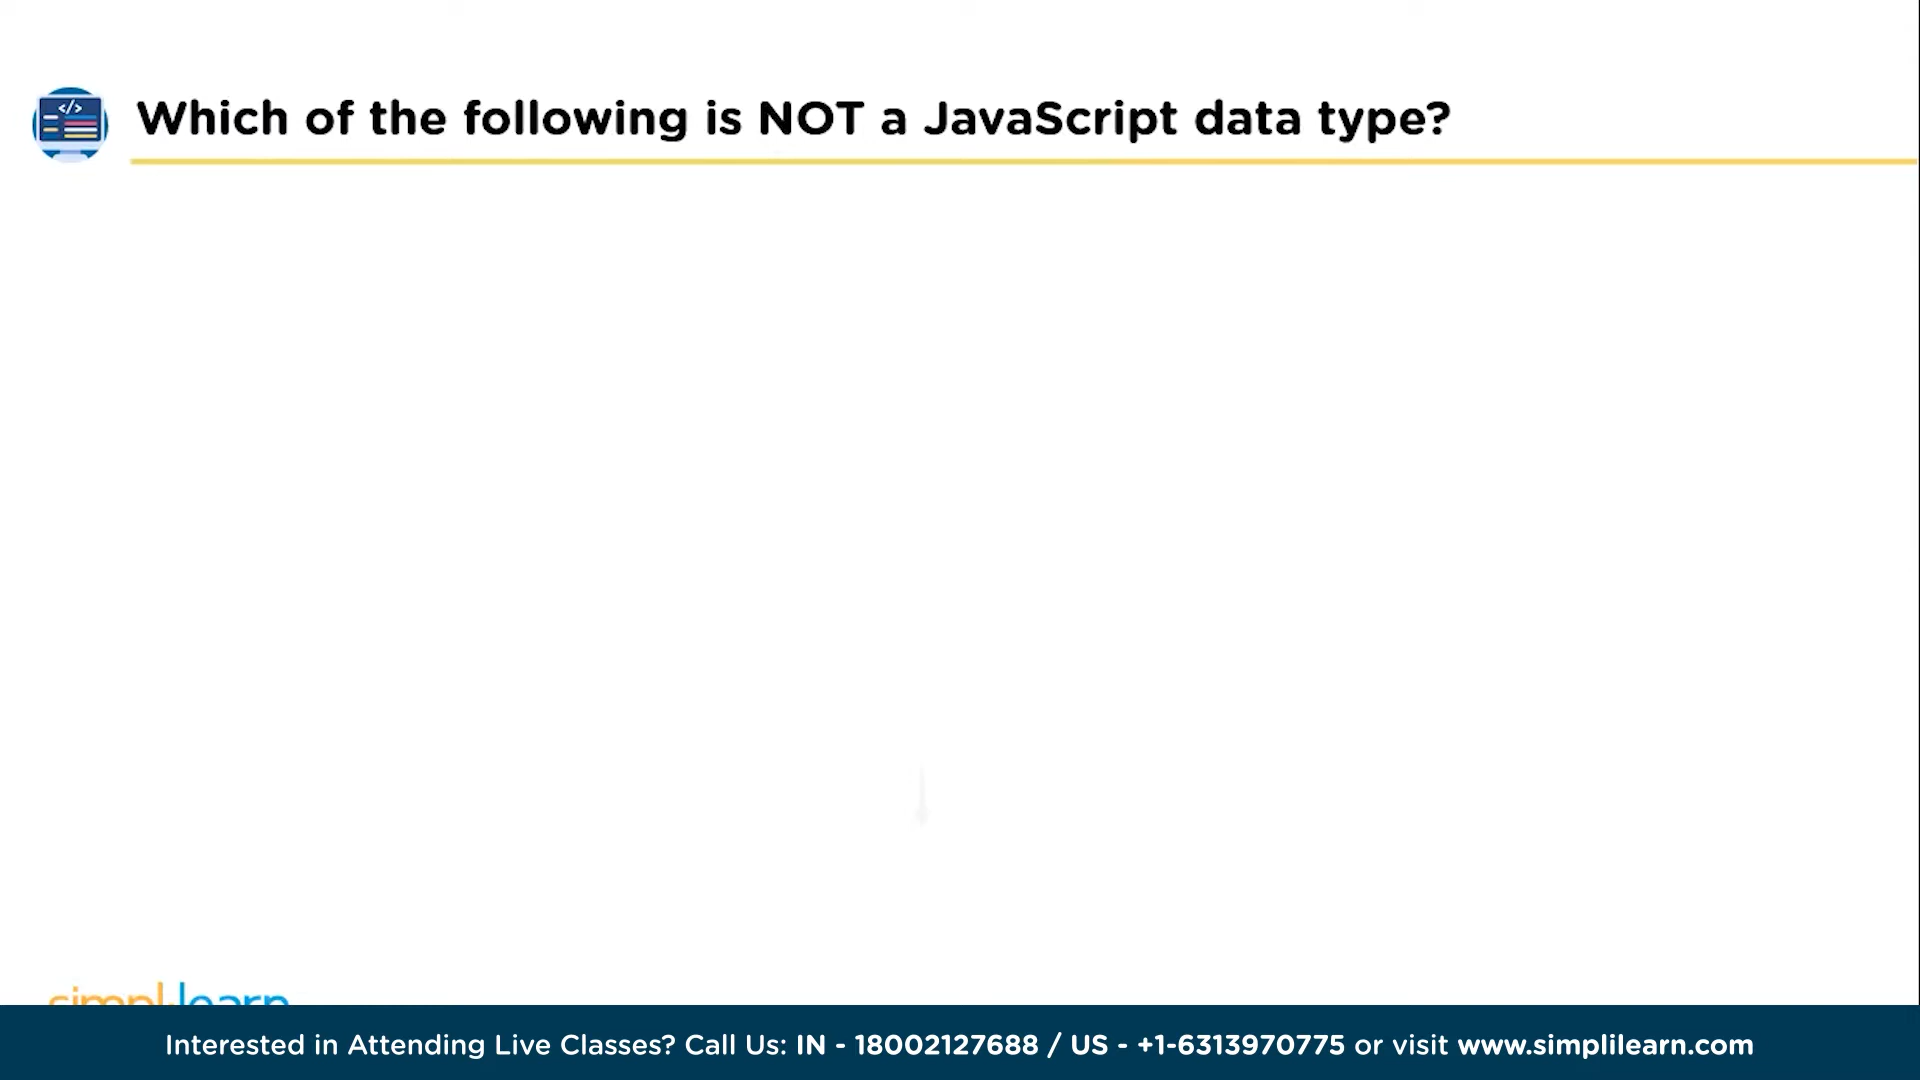 </>
Which of the following is NOT a JavaScript data type?
simplilearn
Interested in Attending Live Classes? Call Us: IN - 18002127688 / US - +1-6313970775 or visit www.simplilearn.com